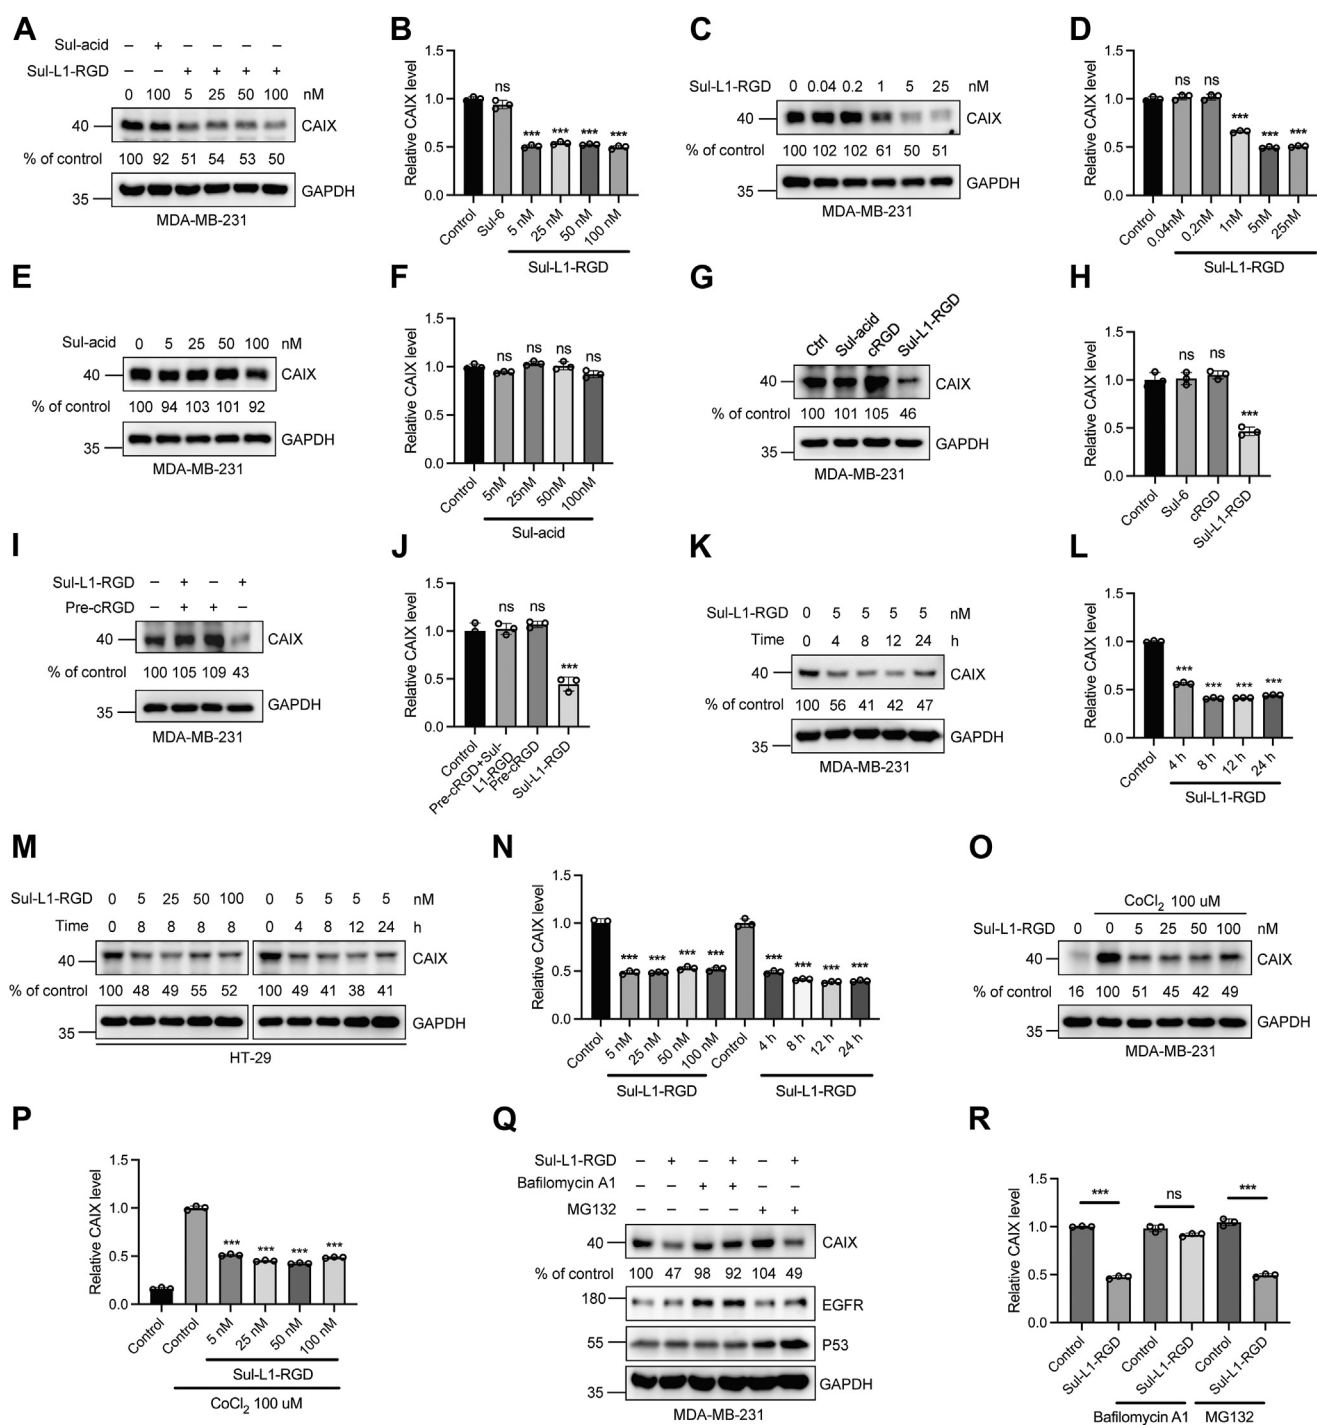 A
Sul-acid – + – – – –
Sul-L1-RGD – – + + + +
0 100 5 25 50 100 nM
40 CAIX
% of control 100 92 51 54 53 50
35 GAPDH
MDA-MB-231
B
Relative CAIX level
1.5
1.0
0.5
0.0
ns *** *** *** ***
Control Sul-6 5 nM 25 nM 50 nM 100 nM
Sul-L1-RGD
C
Sul-L1-RGD 0 0.04 0.2 1 5 25 nM
40 CAIX
% of control 100 102 102 61 50 51
35 GAPDH
MDA-MB-231
D
Relative CAIX level
1.5
1.0
0.5
0.0
ns ns *** *** ***
Control 0.04nM 0.2nM 1nM 5nM 25nM
Sul-L1-RGD
E
Sul-acid 0 5 25 50 100 nM
40 CAIX
% of control 100 94 103 101 92
35 GAPDH
MDA-MB-231
F
Relative CAIX level
1.5
1.0
0.5
0.0
ns ns ns ns
Control 5nM 25nM 50nM 100nM
Sul-acid
G
Ctrl Sul-acid cRGD Sul-L1-RGD
40 CAIX
% of control 100 101 105 46
35 GAPDH
MDA-MB-231
H
Relative CAIX level
1.5
1.0
0.5
0.0
ns ns ***
Control Sul-6 cRGD Sul-L1-RGD
I
Sul-L1-RGD – + – +
Pre-cRGD – + + –
40 CAIX
% of control 100 105 109 43
35 GAPDH
MDA-MB-231
J
Relative CAIX level
1.5
1.0
0.5
0.0
ns ns ***
Control Pre-cRGD+Sul-L1-RGD Pre-cRGD Sul-L1-RGD
K
Sul-L1-RGD 0 5 5 5 5 nM
Time 0 4 8 12 24 h
40 CAIX
% of control 100 56 41 42 47
35 GAPDH
MDA-MB-231
L
Relative CAIX level
1.5
1.0
0.5
0.0
*** *** *** ***
Control 4 h 8 h 12 h 24 h
Sul-L1-RGD
M
Sul-L1-RGD 0 5 25 50 100 0 5 5 5 5 nM
Time 0 8 8 8 8 0 4 8 12 24 h
40 CAIX
% of control 100 48 49 55 52 100 49 41 38 41
35 GAPDH
HT-29
N
Relative CAIX level
1.5
1.0
0.5
0.0
*** *** *** *** *** *** *** ***
Control 5 nM 25 nM 50 nM 100 nM Control 4 h 8 h 12 h 24 h
Sul-L1-RGD Sul-L1-RGD
O
CoCl2 100 uM
Sul-L1-RGD 0 0 5 25 50 100 nM
40 CAIX
% of control 16 100 51 45 42 49
35 GAPDH
MDA-MB-231
P
Relative CAIX level
1.5
1.0
0.5
0.0
*** *** *** ***
Control Control 5 nM 25 nM 50 nM 100 nM
Sul-L1-RGD
CoCl2 100 uM
Q
Sul-L1-RGD – + – + – +
Bafilomycin A1 – – + + – –
MG132 – – – – + +
40 CAIX
% of control 100 47 98 92 104 49
180 EGFR
55 P53
35 GAPDH
MDA-MB-231
R
Relative CAIX level
1.5
1.0
0.5
0.0
*** ns ***
Control Sul-L1-RGD Control Sul-L1-RGD Control Sul-L1-RGD
Bafilomycin A1 MG132